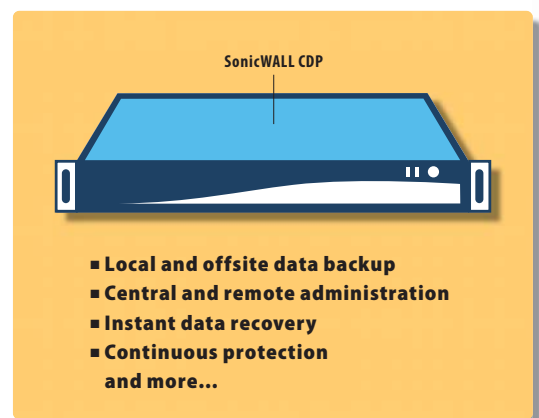 SonicWALL CDP
▪ Local and offsite data backup
▪ Central and remote administration
▪ Instant data recovery
▪ Continuous protection
and more...